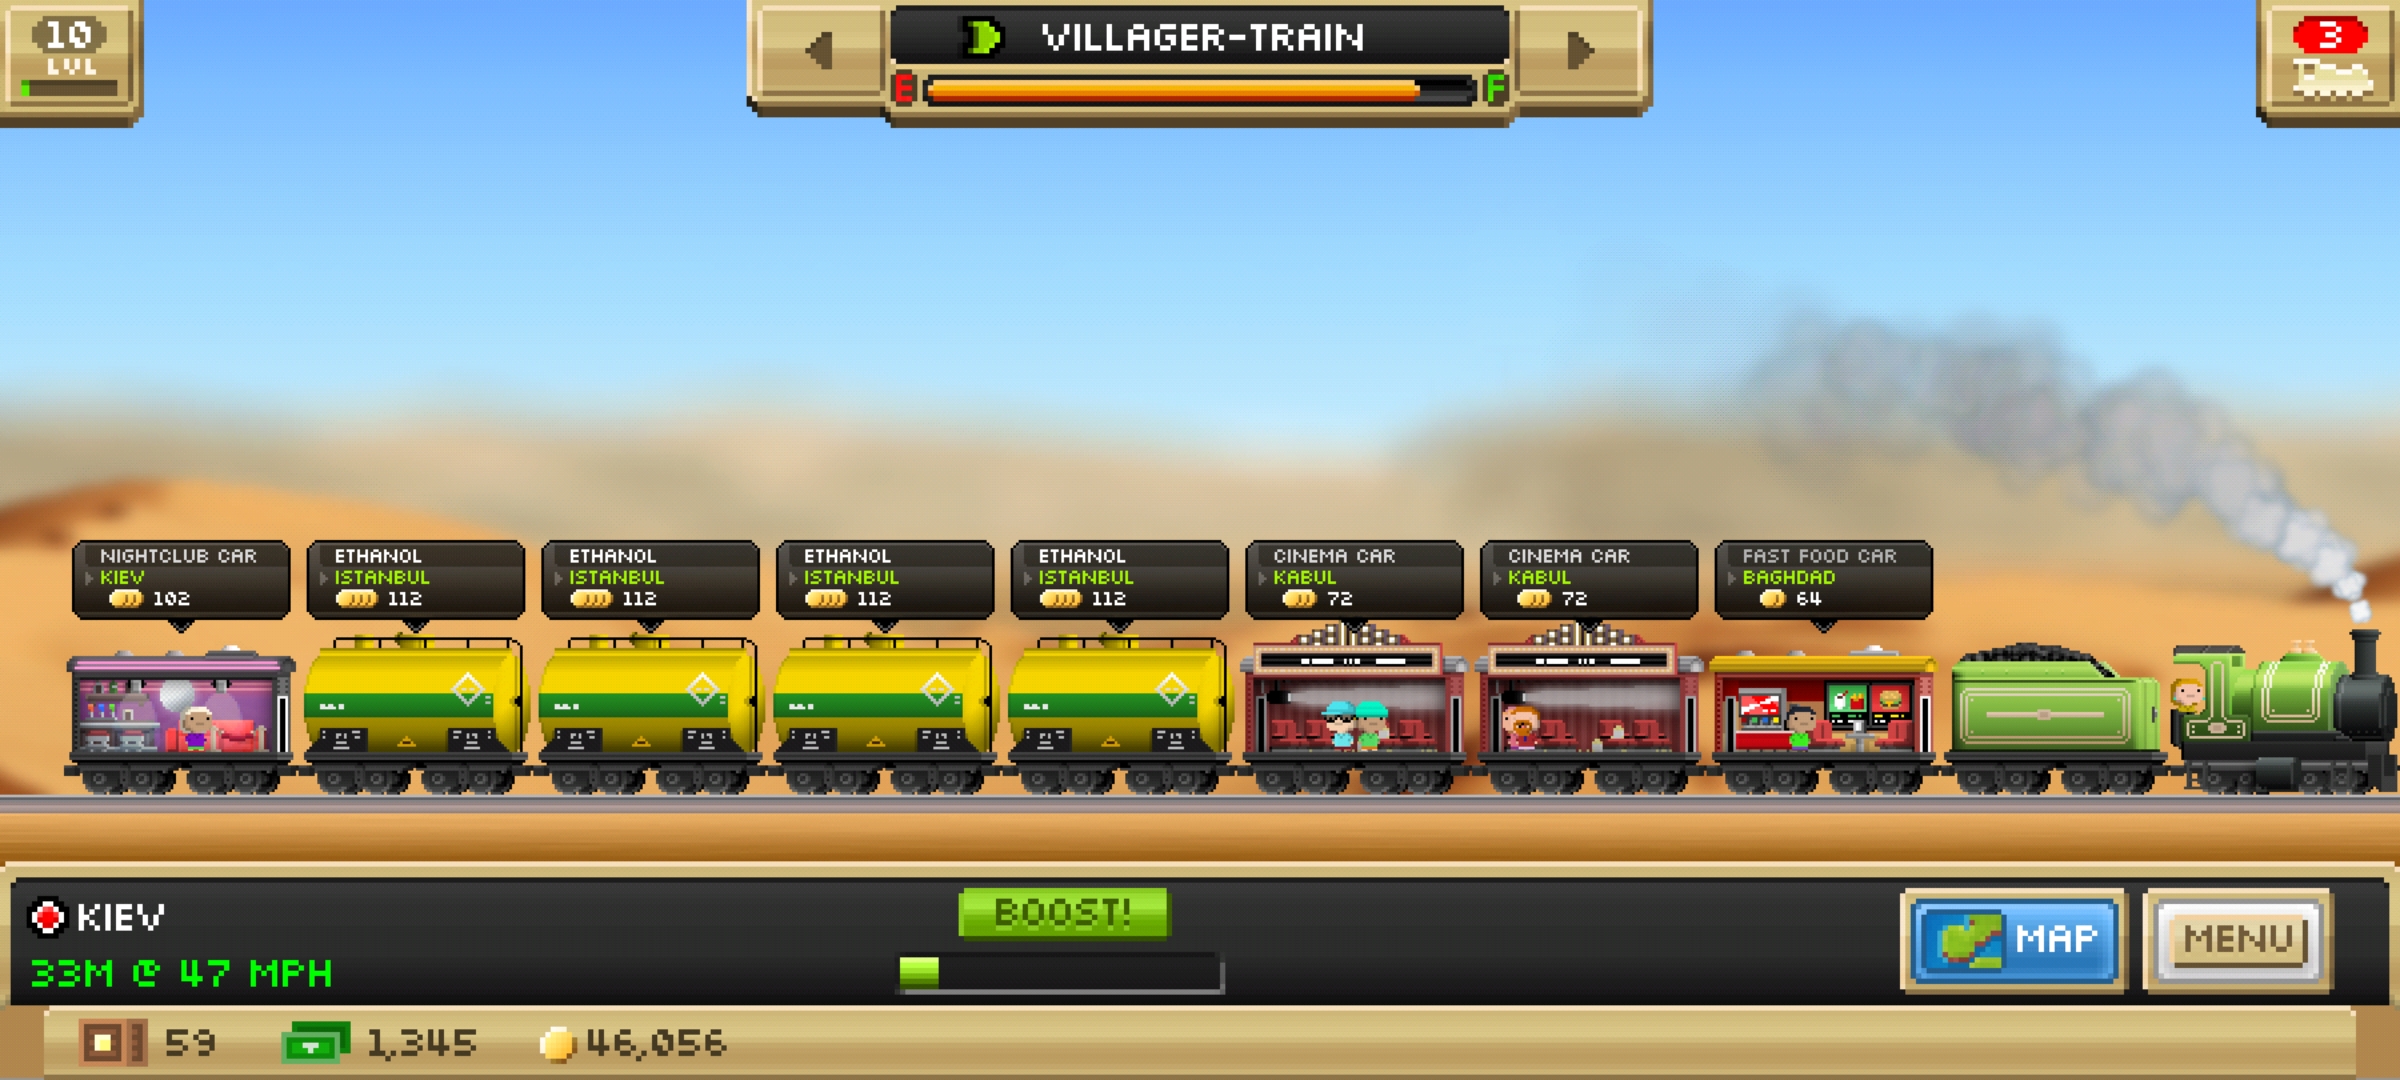 10
LVL
VILLAGER-TRAIN
E F
3
NIGHTCLUB CAR
KIEV
102
ETHANOL
ISTANBUL
112
ETHANOL
ISTANBUL
112
ETHANOL
ISTANBUL
112
ETHANOL
ISTANBUL
112
CINEMA CAR
KABUL
72
CINEMA CAR
KABUL
72
FAST FOOD CAR
BAGHDAD
64
KIEV
33M @ 47 MPH
BOOST!
MAP
MENU
59
1,345
46,056